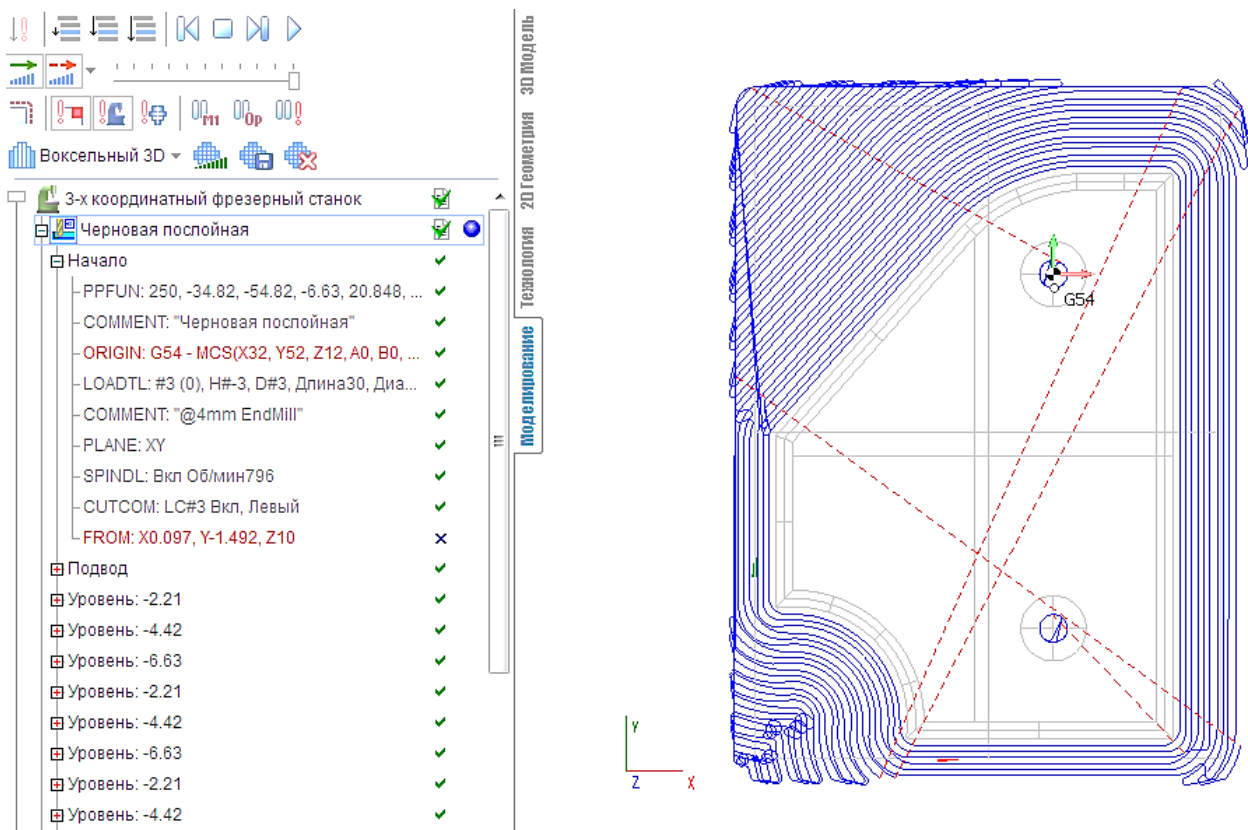 M1
Op
Воксельный 3D
3-х координатный фрезерный станок
Черновая послойная
Начало
PPFUN: 250, -34.82, -54.82, -6.63, 20.848, ...
COMMENT: "Черновая послойная"
ORIGIN: G54 - MCS(X32, Y52, Z12, A0, B0, ...
LOADTL: #3 (0), H#-3, D#3, Длина30, Диа...
COMMENT: "@4mm EndMill"
PLANE: XY
SPINDL: Вкл Об/мин796
CUTCOM: LC#3 Вкл, Левый
FROM: X0.097, Y-1.492, Z10
Подвод
Уровень: -2.21
Уровень: -4.42
Уровень: -6.63
Уровень: -2.21
Уровень: -4.42
Уровень: -6.63
Уровень: -2.21
Уровень: -4.42
3D Модель
2D Геометрия
Технология
Моделирование
G54
Y
Z
X